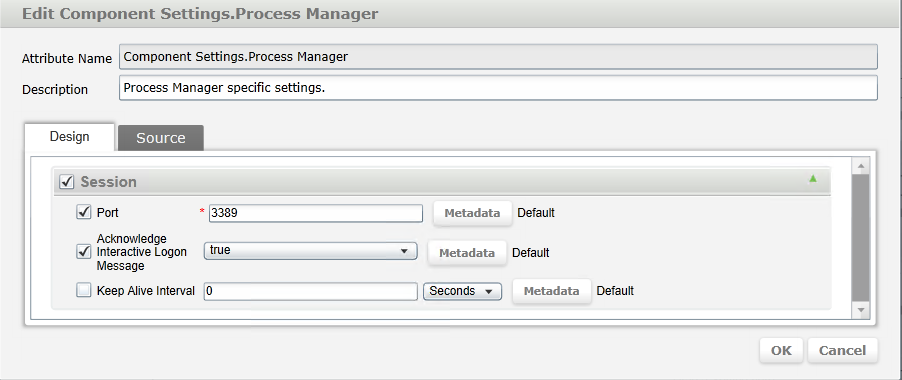 Edit Component Settings.Process Manager
Attribute Name Component Settings.Process Manager
Description Process Manager specific settings.
Design Source
Session
Port * 3389 Metadata Default
Acknowledge
Interactive Logon true Metadata Default
Message
Keep Alive Interval 0 Seconds Metadata Default
OK Cancel